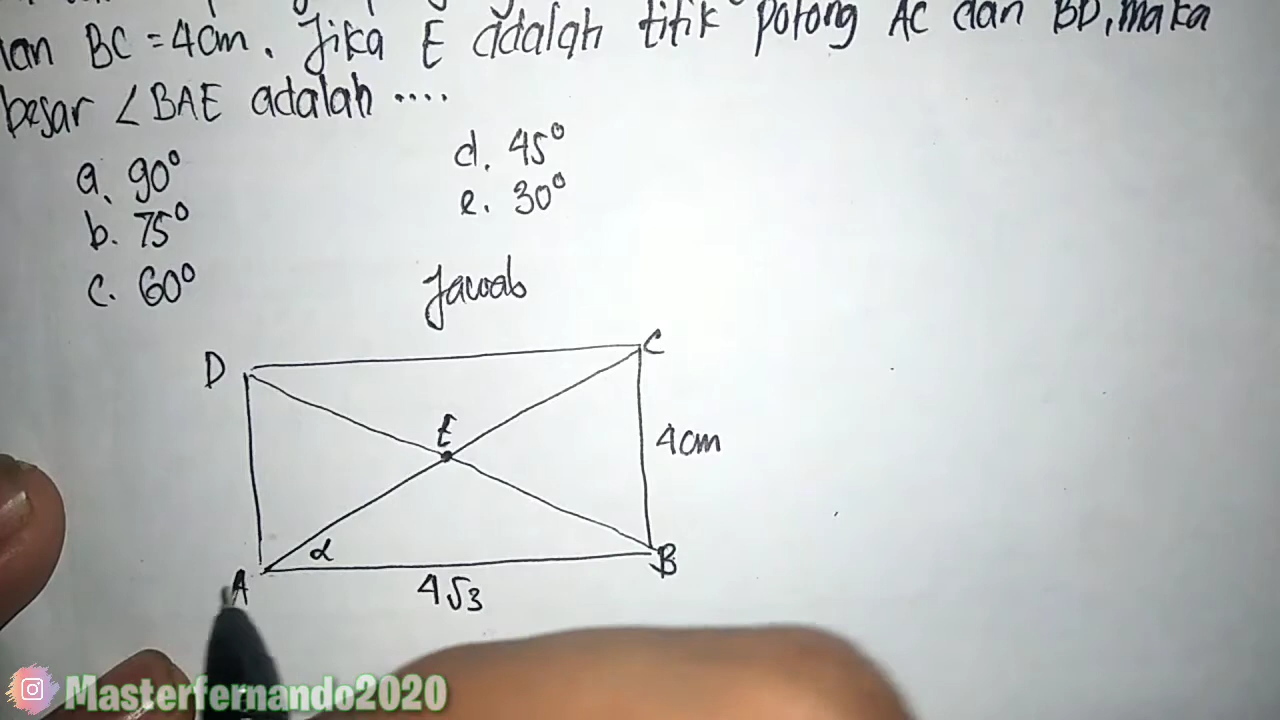 BC = 4cm. Jika E adalah titik potong AC dan BD, maka
besar ∠BAE adalah ....
a. 90°
b. 75°
c. 60°
d. 45°
e. 30°
Jawab
D
C
E
4cm
α
A
B
4√3
Masterfernando2020